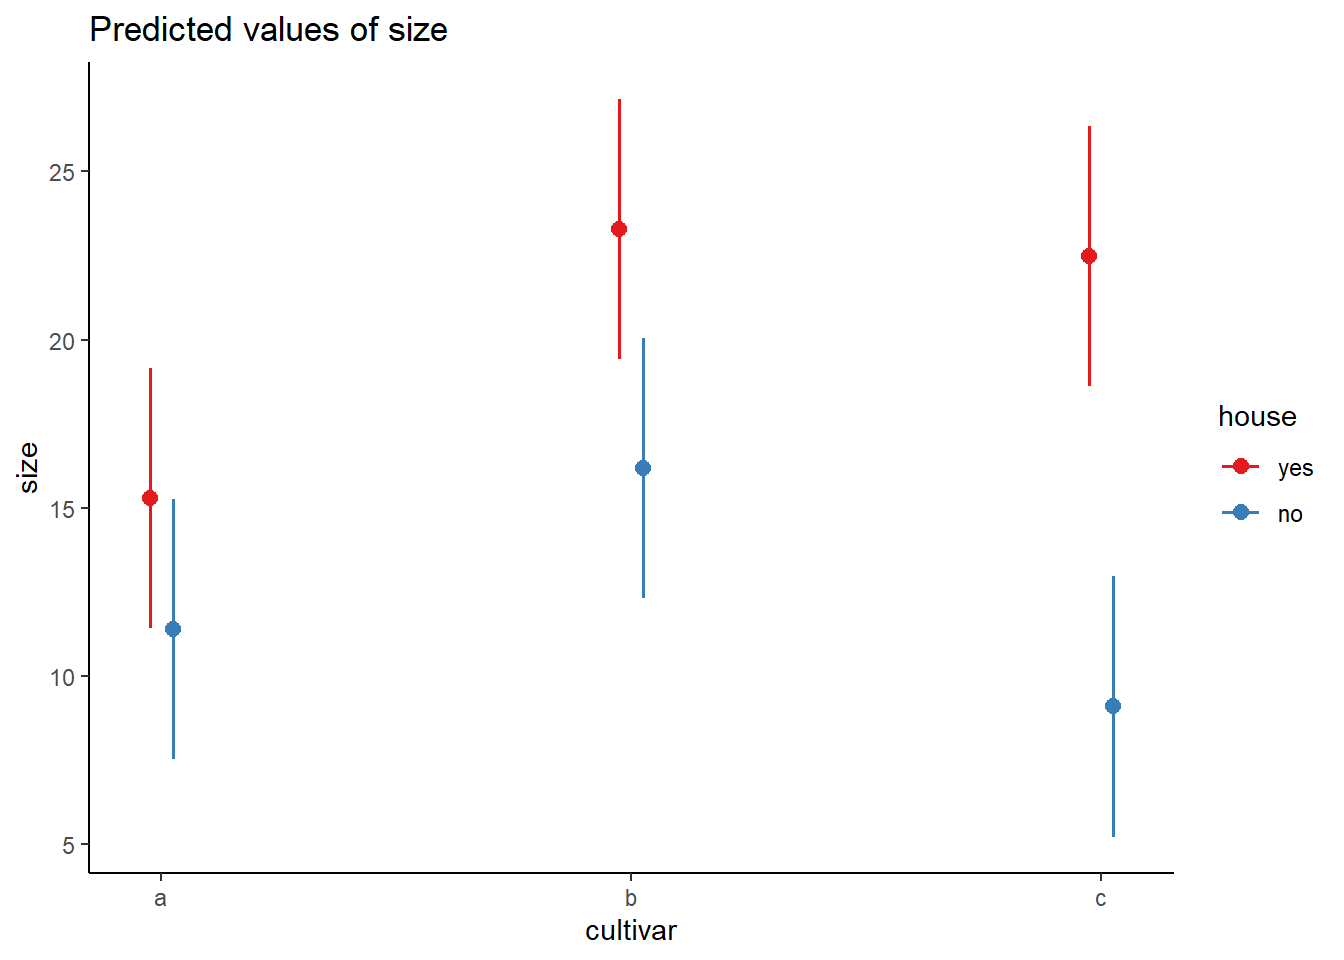 Predicted values of size
25
20
15
10
5
size
a b c
cultivar
house
yes
no